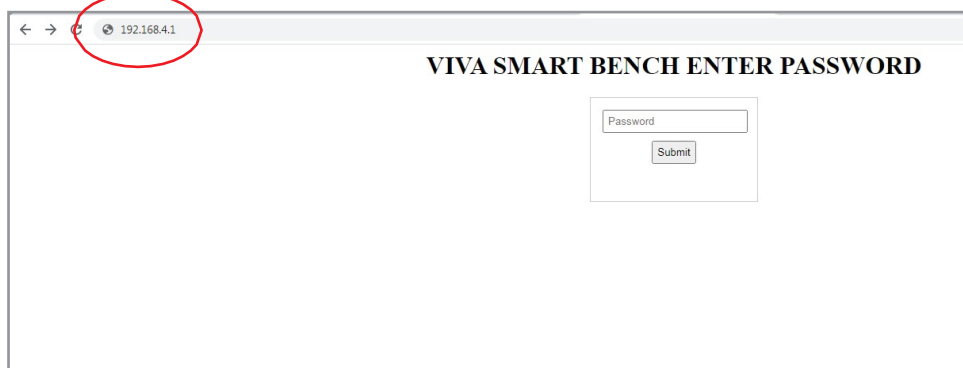 192.168.4.1
VIVA SMART BENCH ENTER PASSWORD
Password
Submit